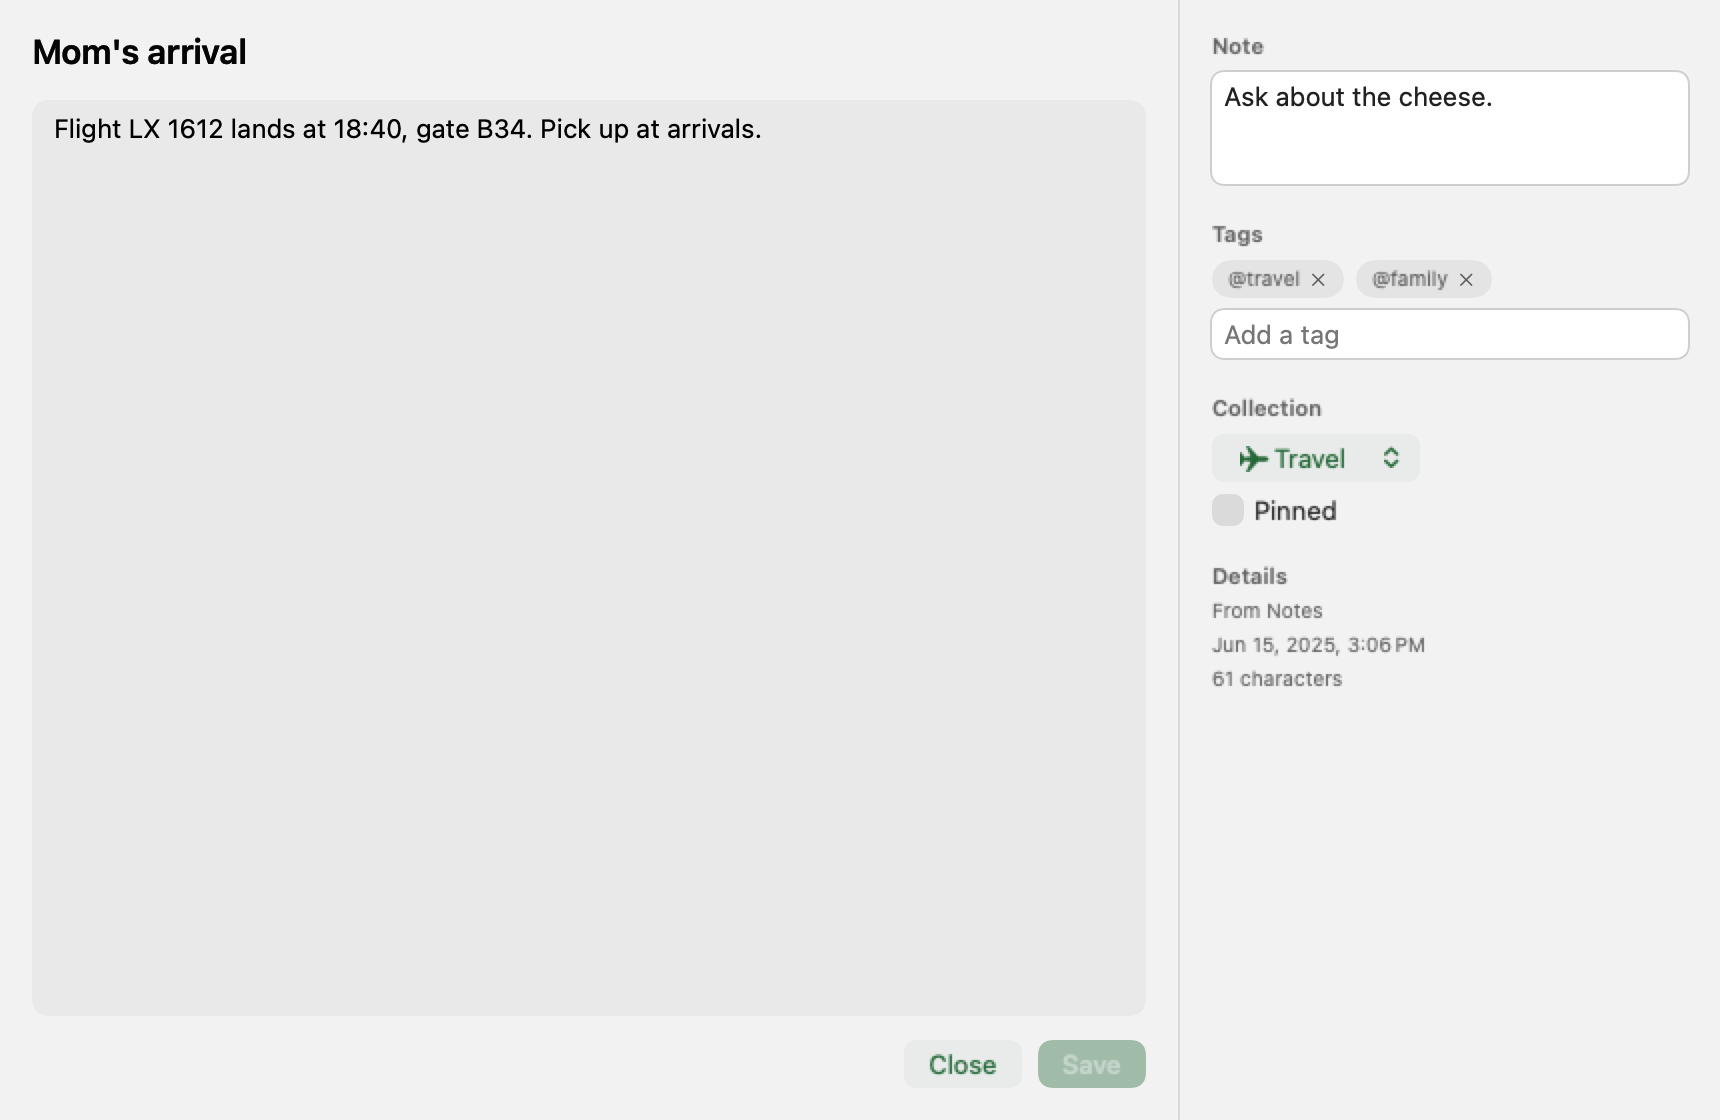 Mom's arrival
Flight LX 1612 lands at 18:40, gate B34. Pick up at arrivals.
Close
Save
Note
Ask about the cheese.
Tags
@travel × @family ×
Add a tag
Collection
Travel
Pinned
Details
From Notes
Jun 15, 2025, 3:06 PM
61 characters